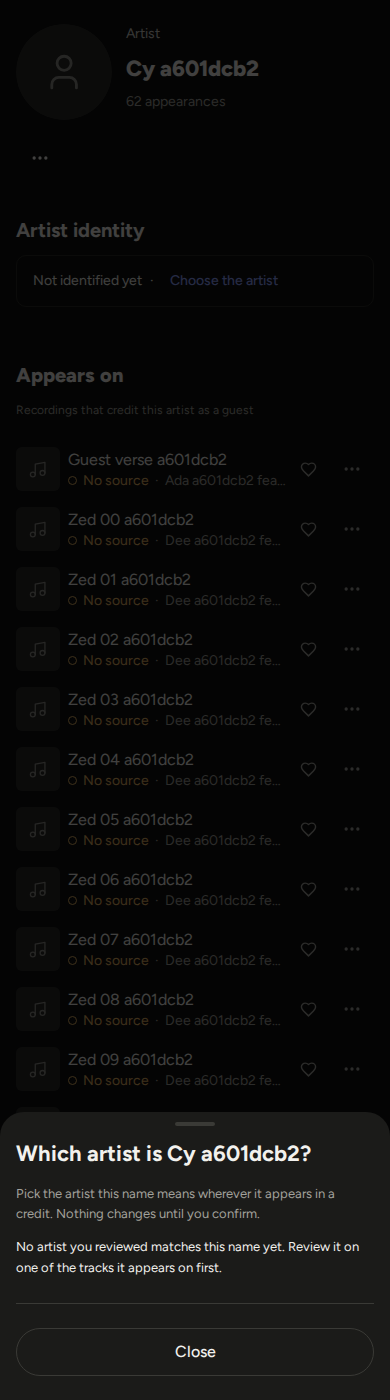 Artist
Cy a601dcb2
62 appearances
Artist identity
Not identified yet · Choose the artist
Appears on
Recordings that credit this artist as a guest
Guest verse a601dcb2
No source · Ada a601dcb2 fea...
Zed 00 a601dcb2
No source · Dee a601dcb2 fe...
Zed 01 a601dcb2
No source · Dee a601dcb2 fe...
Zed 02 a601dcb2
No source · Dee a601dcb2 fe...
Zed 03 a601dcb2
No source · Dee a601dcb2 fe...
Zed 04 a601dcb2
No source · Dee a601dcb2 fe...
Zed 05 a601dcb2
No source · Dee a601dcb2 fe...
Zed 06 a601dcb2
No source · Dee a601dcb2 fe...
Zed 07 a601dcb2
No source · Dee a601dcb2 fe...
Zed 08 a601dcb2
No source · Dee a601dcb2 fe...
Zed 09 a601dcb2
No source · Dee a601dcb2 fe...
Which artist is Cy a601dcb2?
Pick the artist this name means wherever it appears in a
credit. Nothing changes until you confirm.
No artist you reviewed matches this name yet. Review it on
one of the tracks it appears on first.
Close